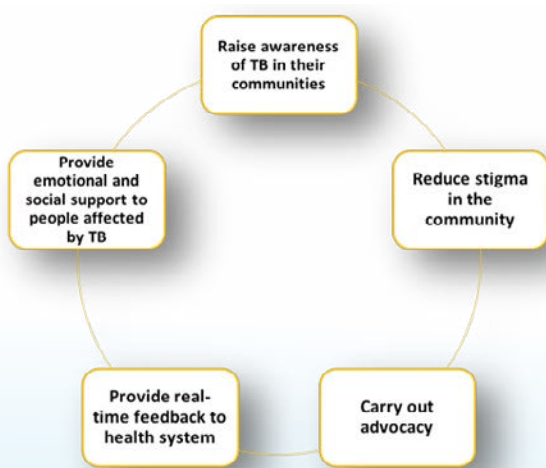 Raise awareness
of TB in their
communities
Reduce stigma
in the
community
Carry out
advocacy
Provide real-
time feedback to
health system
Provide
emotional and
social support to
people affected
by TB